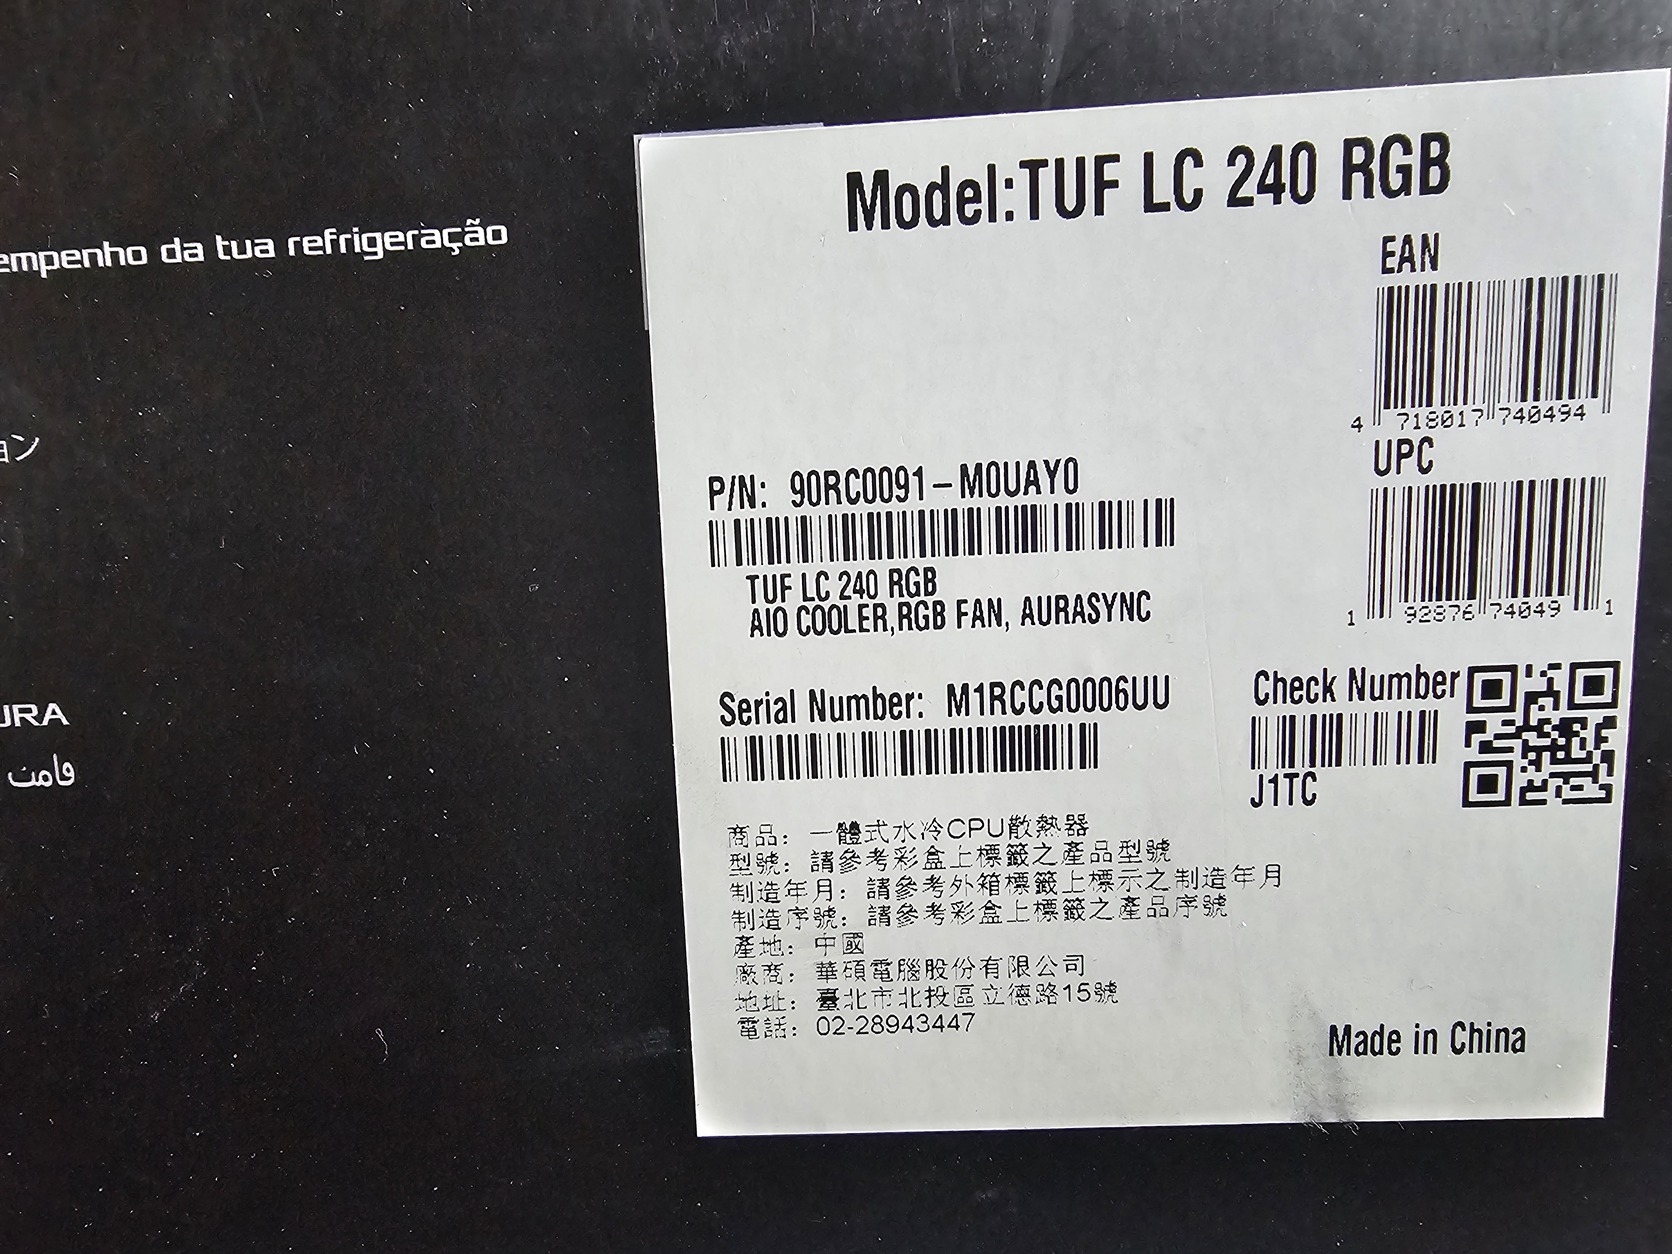 empenho da tua refrigeração
ョン
URA
فامت
Model:TUF LC 240 RGB
EAN
4 718017 740494
UPC
1 92876 74049 1
P/N: 90RC0091-M0UAY0
TUF LC 240 RGB
AIO COOLER,RGB FAN, AURASYNC
Serial Number: M1RCCG0006UU
Check Number
J1TC
商品: 一體式水冷CPU散熱器
型號: 請參考彩盒上標籤之產品型號
制造年月: 請參考外箱標籤上標示之制造年月
制造序號: 請參考彩盒上標籤之產品序號
產地: 中國
廠商: 華碩電腦股份有限公司
地址: 臺北市北投區立德路15號
電話: 02-28943447
Made in China